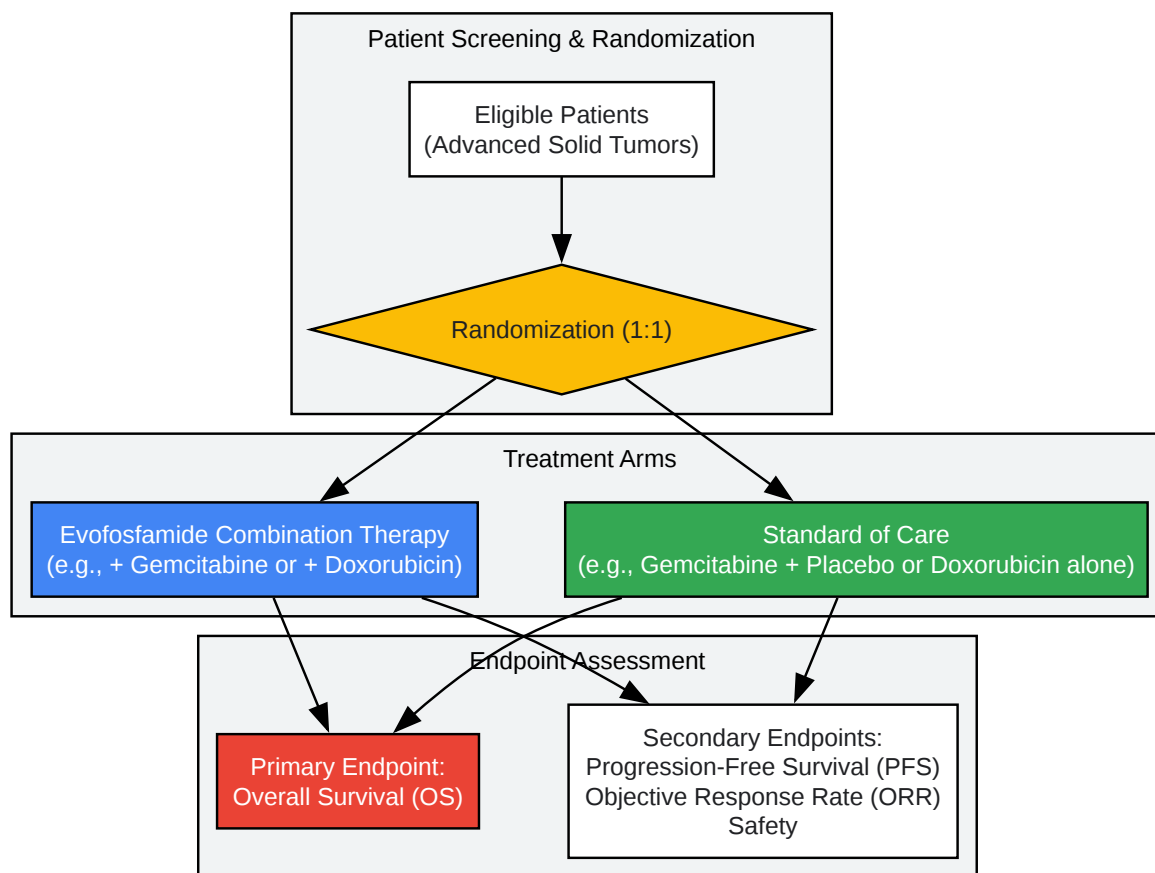 Patient Screening & Randomization
Eligible Patients
(Advanced Solid Tumors)
Randomization (1:1)
Treatment Arms
Evofosfamide Combination Therapy
(e.g., + Gemcitabine or + Doxorubicin)
Standard of Care
(e.g., Gemcitabine + Placebo or Doxorubicin alone)
Endpoint Assessment
Primary Endpoint:
Overall Survival (OS)
Secondary Endpoints:
Progression-Free Survival (PFS)
Objective Response Rate (ORR)
Safety